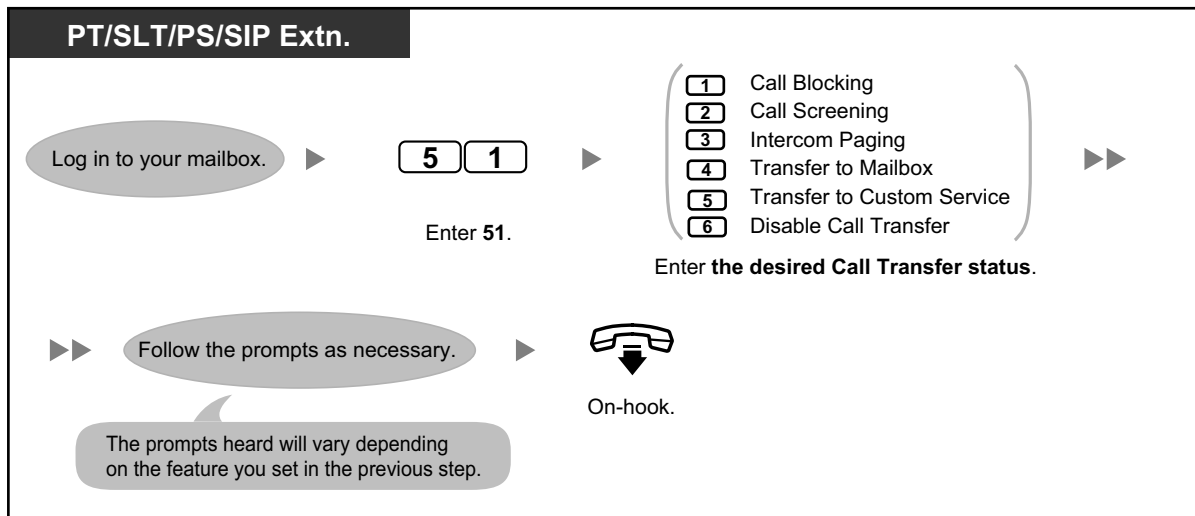 PT/SLT/PS/SIP Extn.
Log in to your mailbox.
5 1
Enter 51.
1 Call Blocking
2 Call Screening
3 Intercom Paging
4 Transfer to Mailbox
5 Transfer to Custom Service
6 Disable Call Transfer
Enter the desired Call Transfer status.
Follow the prompts as necessary.
The prompts heard will vary depending
on the feature you set in the previous step.
On-hook.